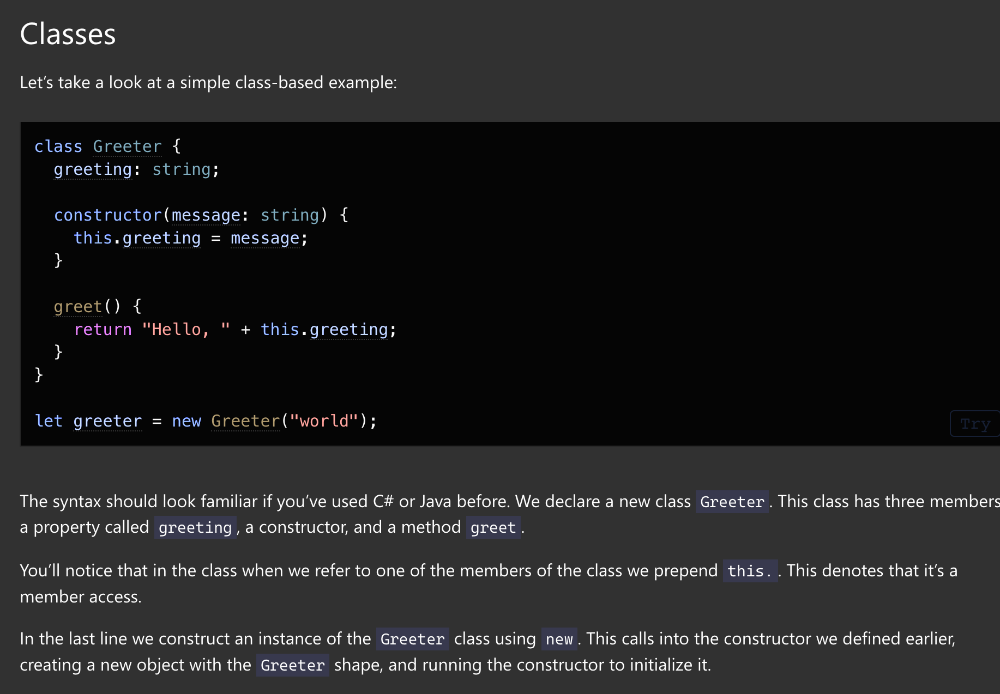 Classes
Let’s take a look at a simple class-based example:
class Greeter {
  greeting: string;

  constructor(message: string) {
    this.greeting = message;
  }

  greet() {
    return "Hello, " + this.greeting;
  }
}

let greeter = new Greeter("world");
Try
The syntax should look familiar if you’ve used C# or Java before. We declare a new class Greeter. This class has three members
a property called greeting, a constructor, and a method greet.
You’ll notice that in the class when we refer to one of the members of the class we prepend this.. This denotes that it’s a
member access.
In the last line we construct an instance of the Greeter class using new. This calls into the constructor we defined earlier,
creating a new object with the Greeter shape, and running the constructor to initialize it.